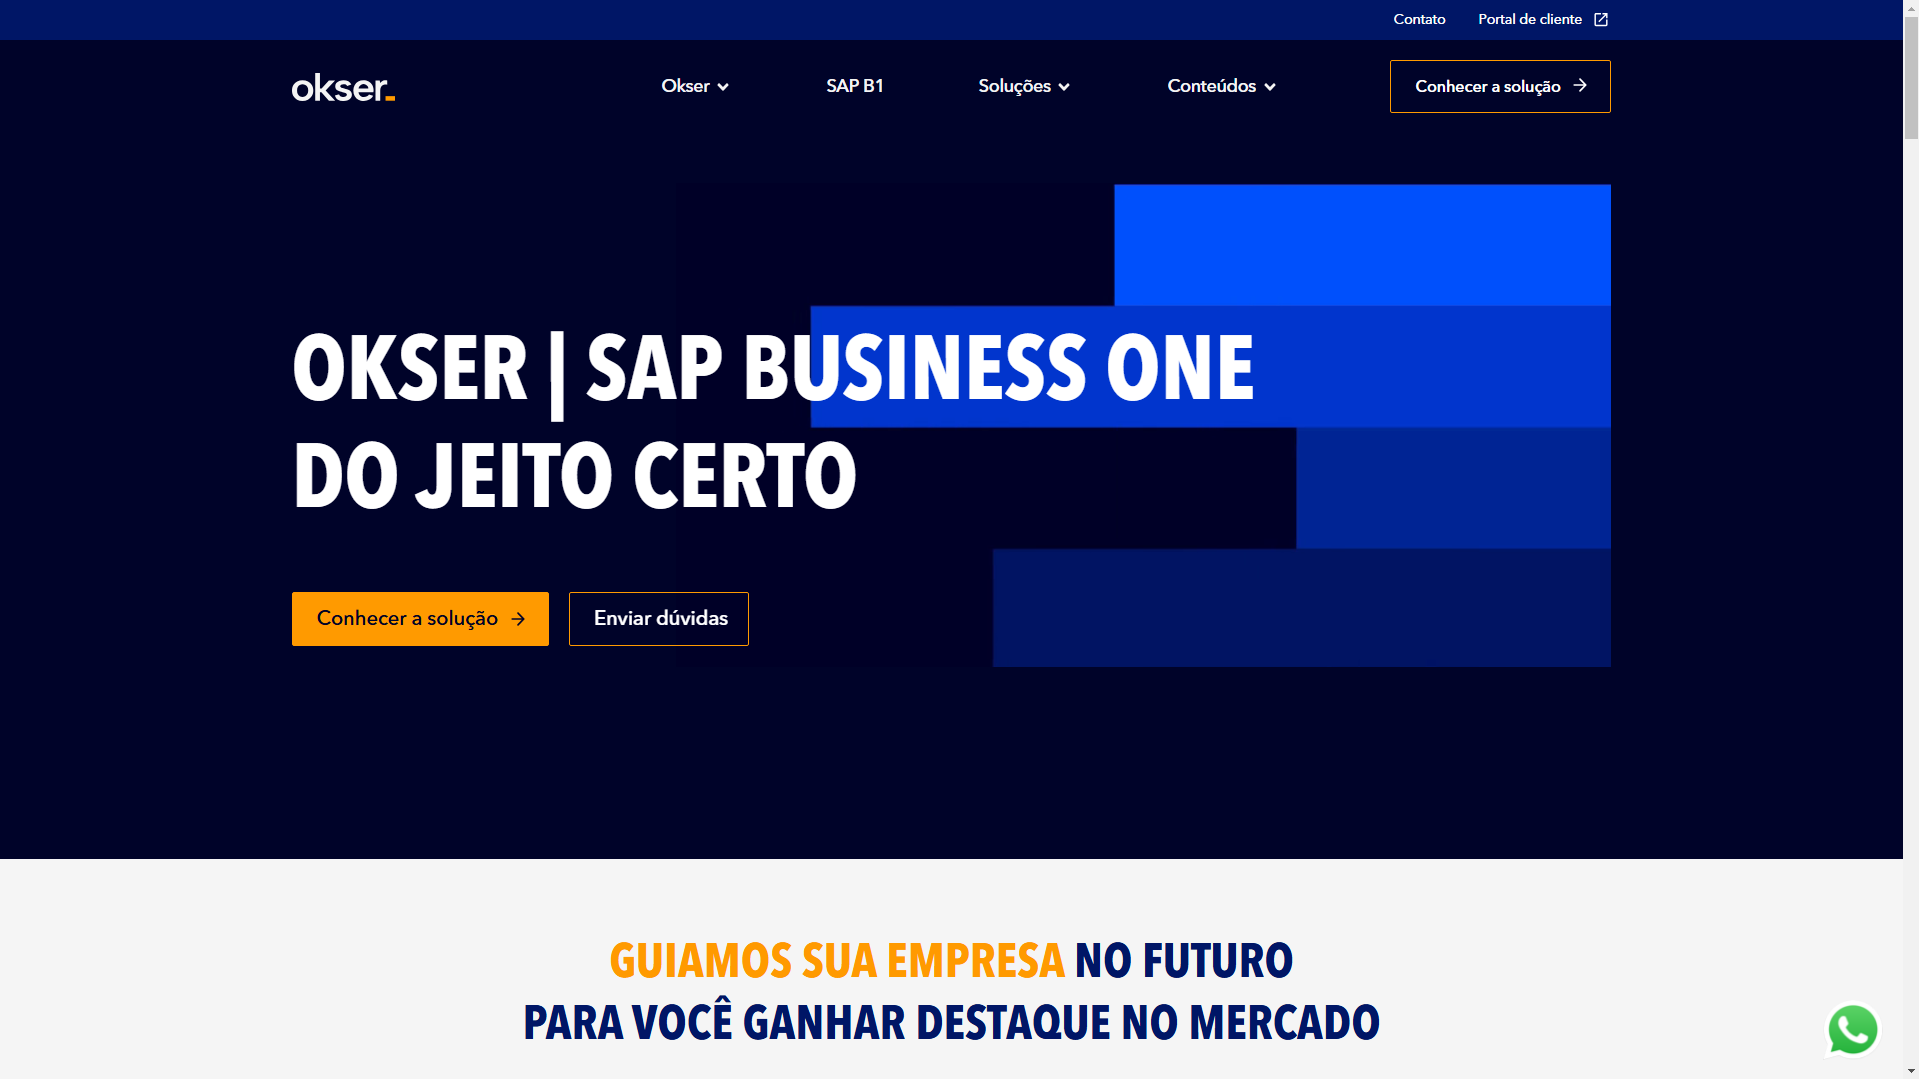 Contato
Portal de cliente
okser_
Okser
SAP B1
Soluções
Conteúdos
Conhecer a solução
OKSER | SAP BUSINESS ONE
DO JEITO CERTO
Conhecer a solução
Enviar dúvidas
GUIAMOS SUA EMPRESA NO FUTURO
PARA VOCÊ GANHAR DESTAQUE NO MERCADO